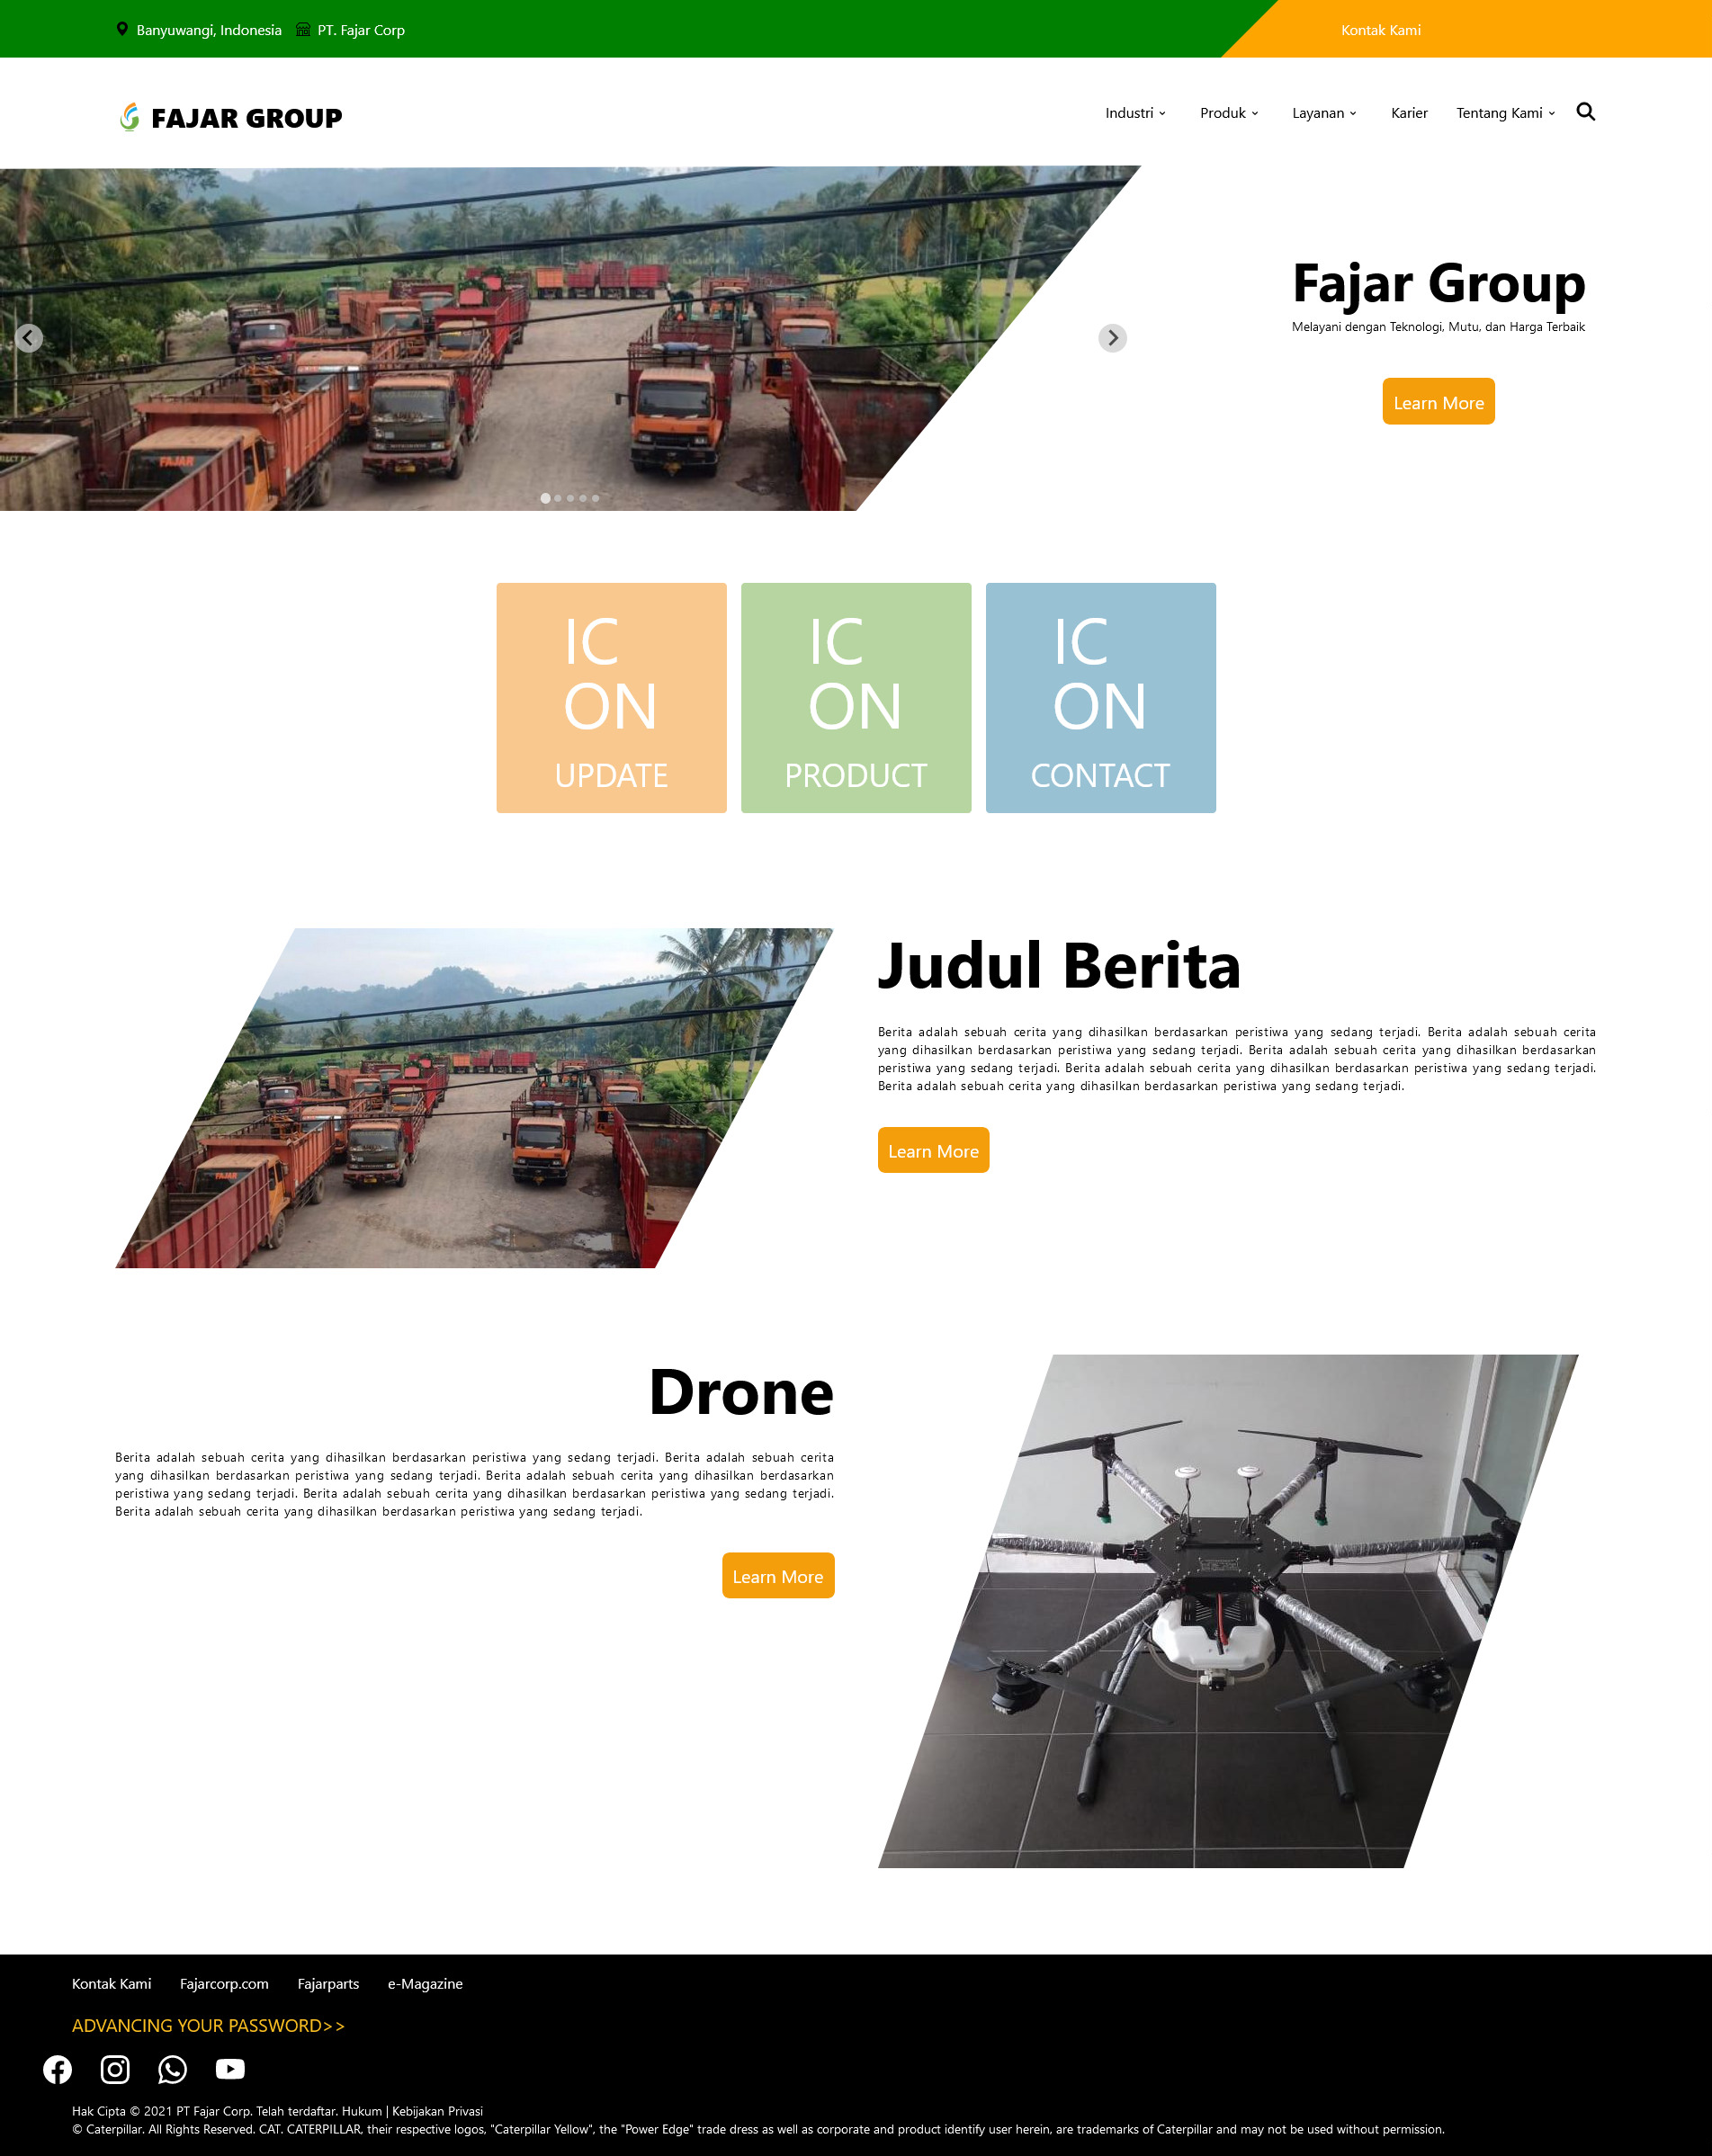 Banyuwangi, Indonesia PT. Fajar Corp Kontak Kami
FAJAR GROUP
Industri Produk Layanan Karier Tentang Kami
Fajar Group
Melayani dengan Teknologi, Mutu, dan Harga Terbaik
Learn More
FAJAR
IC
ON
UPDATE
IC
ON
PRODUCT
IC
ON
CONTACT
Judul Berita
Berita adalah sebuah cerita yang dihasilkan berdasarkan peristiwa yang sedang terjadi. Berita adalah sebuah cerita
yang dihasilkan berdasarkan peristiwa yang sedang terjadi. Berita adalah sebuah cerita yang dihasilkan berdasarkan
peristiwa yang sedang terjadi. Berita adalah sebuah cerita yang dihasilkan berdasarkan peristiwa yang sedang terjadi.
Berita adalah sebuah cerita yang dihasilkan berdasarkan peristiwa yang sedang terjadi.
Learn More
FAJAR
Drone
Berita adalah sebuah cerita yang dihasilkan berdasarkan peristiwa yang sedang terjadi. Berita adalah sebuah cerita
yang dihasilkan berdasarkan peristiwa yang sedang terjadi. Berita adalah sebuah cerita yang dihasilkan berdasarkan
peristiwa yang sedang terjadi. Berita adalah sebuah cerita yang dihasilkan berdasarkan peristiwa yang sedang terjadi.
Berita adalah sebuah cerita yang dihasilkan berdasarkan peristiwa yang sedang terjadi.
Learn More
Kontak Kami Fajarcorp.com Fajarparts e-Magazine
ADVANCING YOUR PASSWORD>>
Hak Cipta © 2021 PT Fajar Corp. Telah terdaftar. Hukum | Kebijakan Privasi
© Caterpillar. All Rights Reserved. CAT. CATERPILLAR, their respective logos, "Caterpillar Yellow", the "Power Edge" trade dress as well as corporate and product identify user herein, are trademarks of Caterpillar and may not be used without permission.